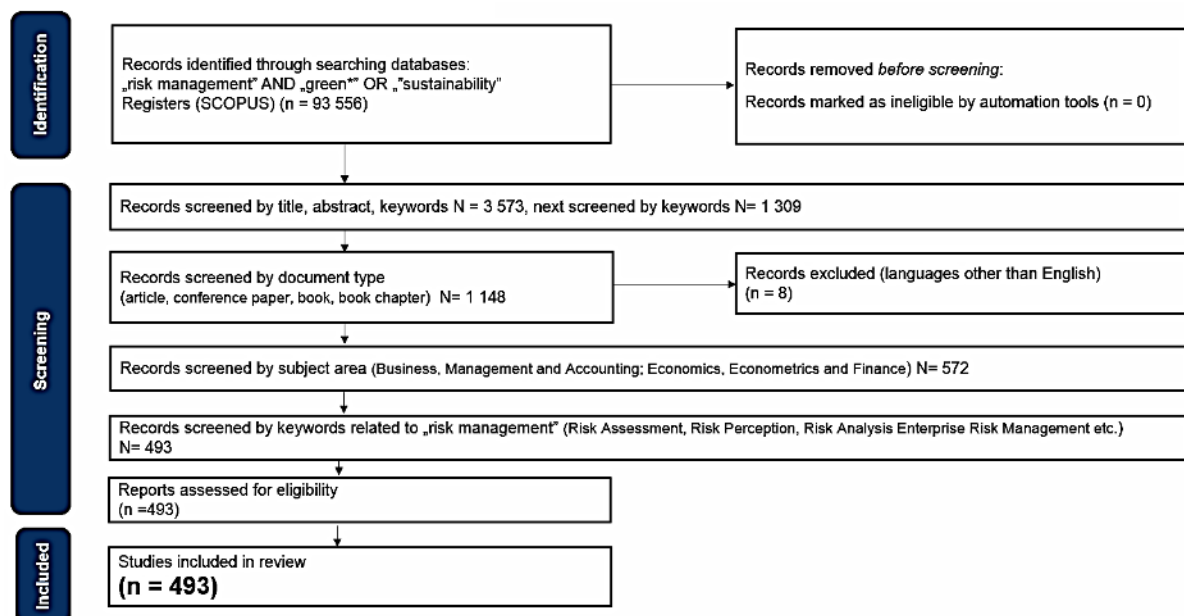 Identification
Records identified through searching databases:
„risk management” AND „green*” OR „”sustainability”
Registers (SCOPUS) (n = 93 556)
Records removed before screening:
Records marked as ineligible by automation tools (n = 0)
Screening
Records screened by title, abstract, keywords N = 3 573, next screened by keywords N= 1 309
Records screened by document type
(article, conference paper, book, book chapter) N= 1 148
Records excluded (languages other than English)
(n = 8)
Records screened by subject area (Business, Management and Accounting; Economics, Econometrics and Finance) N= 572
Records screened by keywords related to „risk management” (Risk Assessment, Risk Perception, Risk Analysis Enterprise Risk Management etc.)
N= 493
Reports assessed for eligibility
(n =493)
Included
Studies included in review
(n = 493)